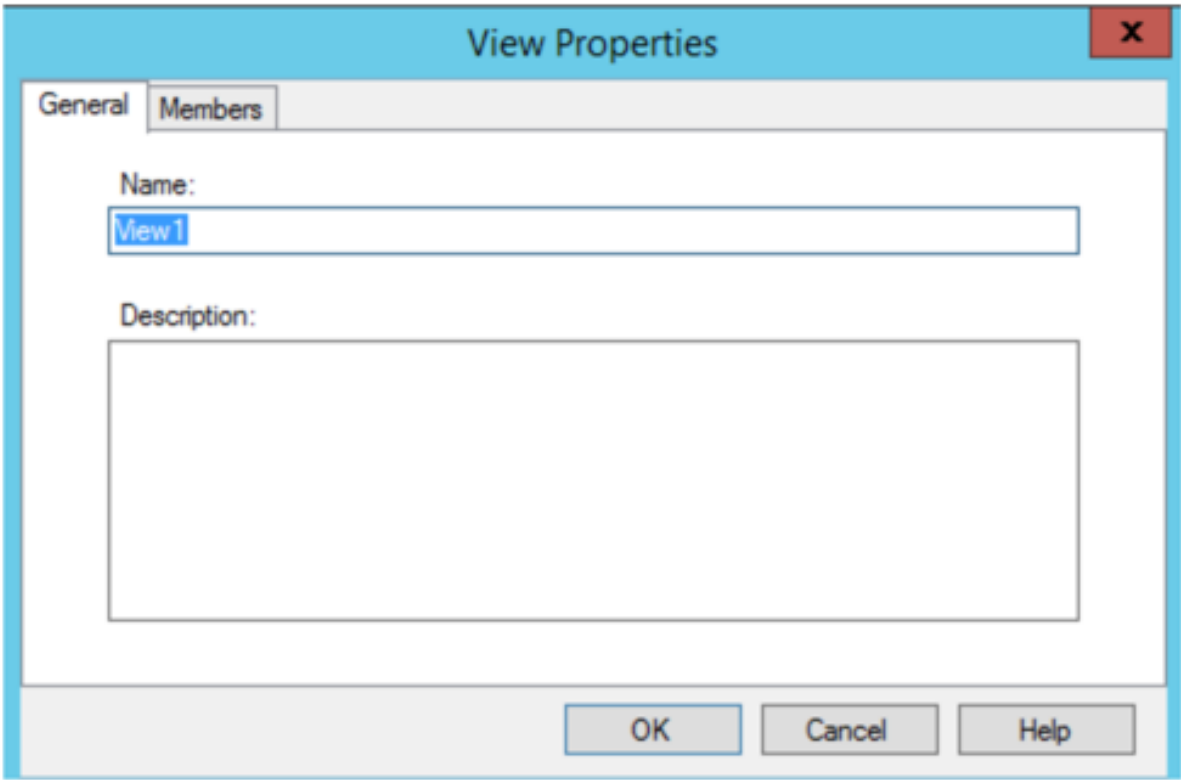 View Properties
x
General Members
Name:
View1
Description:
OK Cancel Help